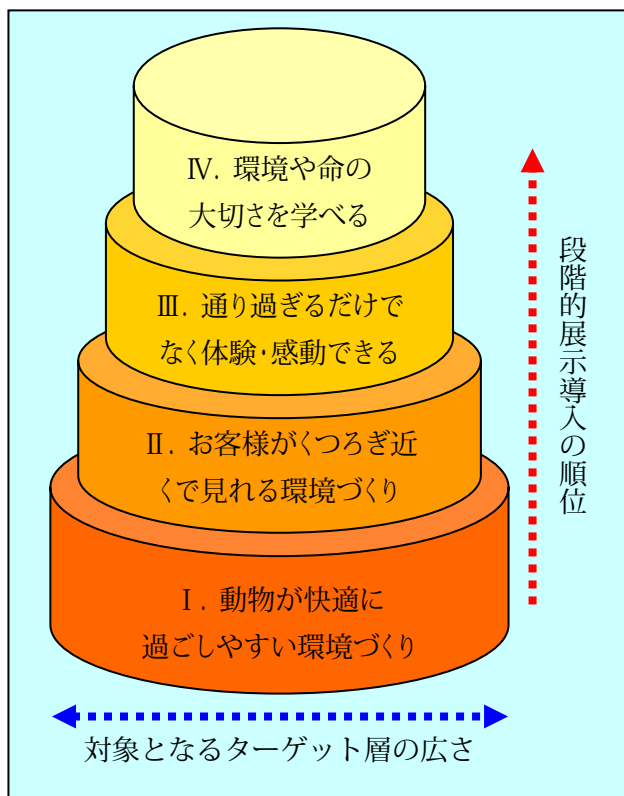 Ⅳ. 環境や命の
大切さを学べる
Ⅲ. 通り過ぎるだけで
なく体験・感動できる
Ⅱ. お客様がくつろぎ近
くで見れる環境づくり
Ⅰ. 動物が快適に
過ごしやすい環境づくり
対象となるターゲット層の広さ
段階的展示導入の順位